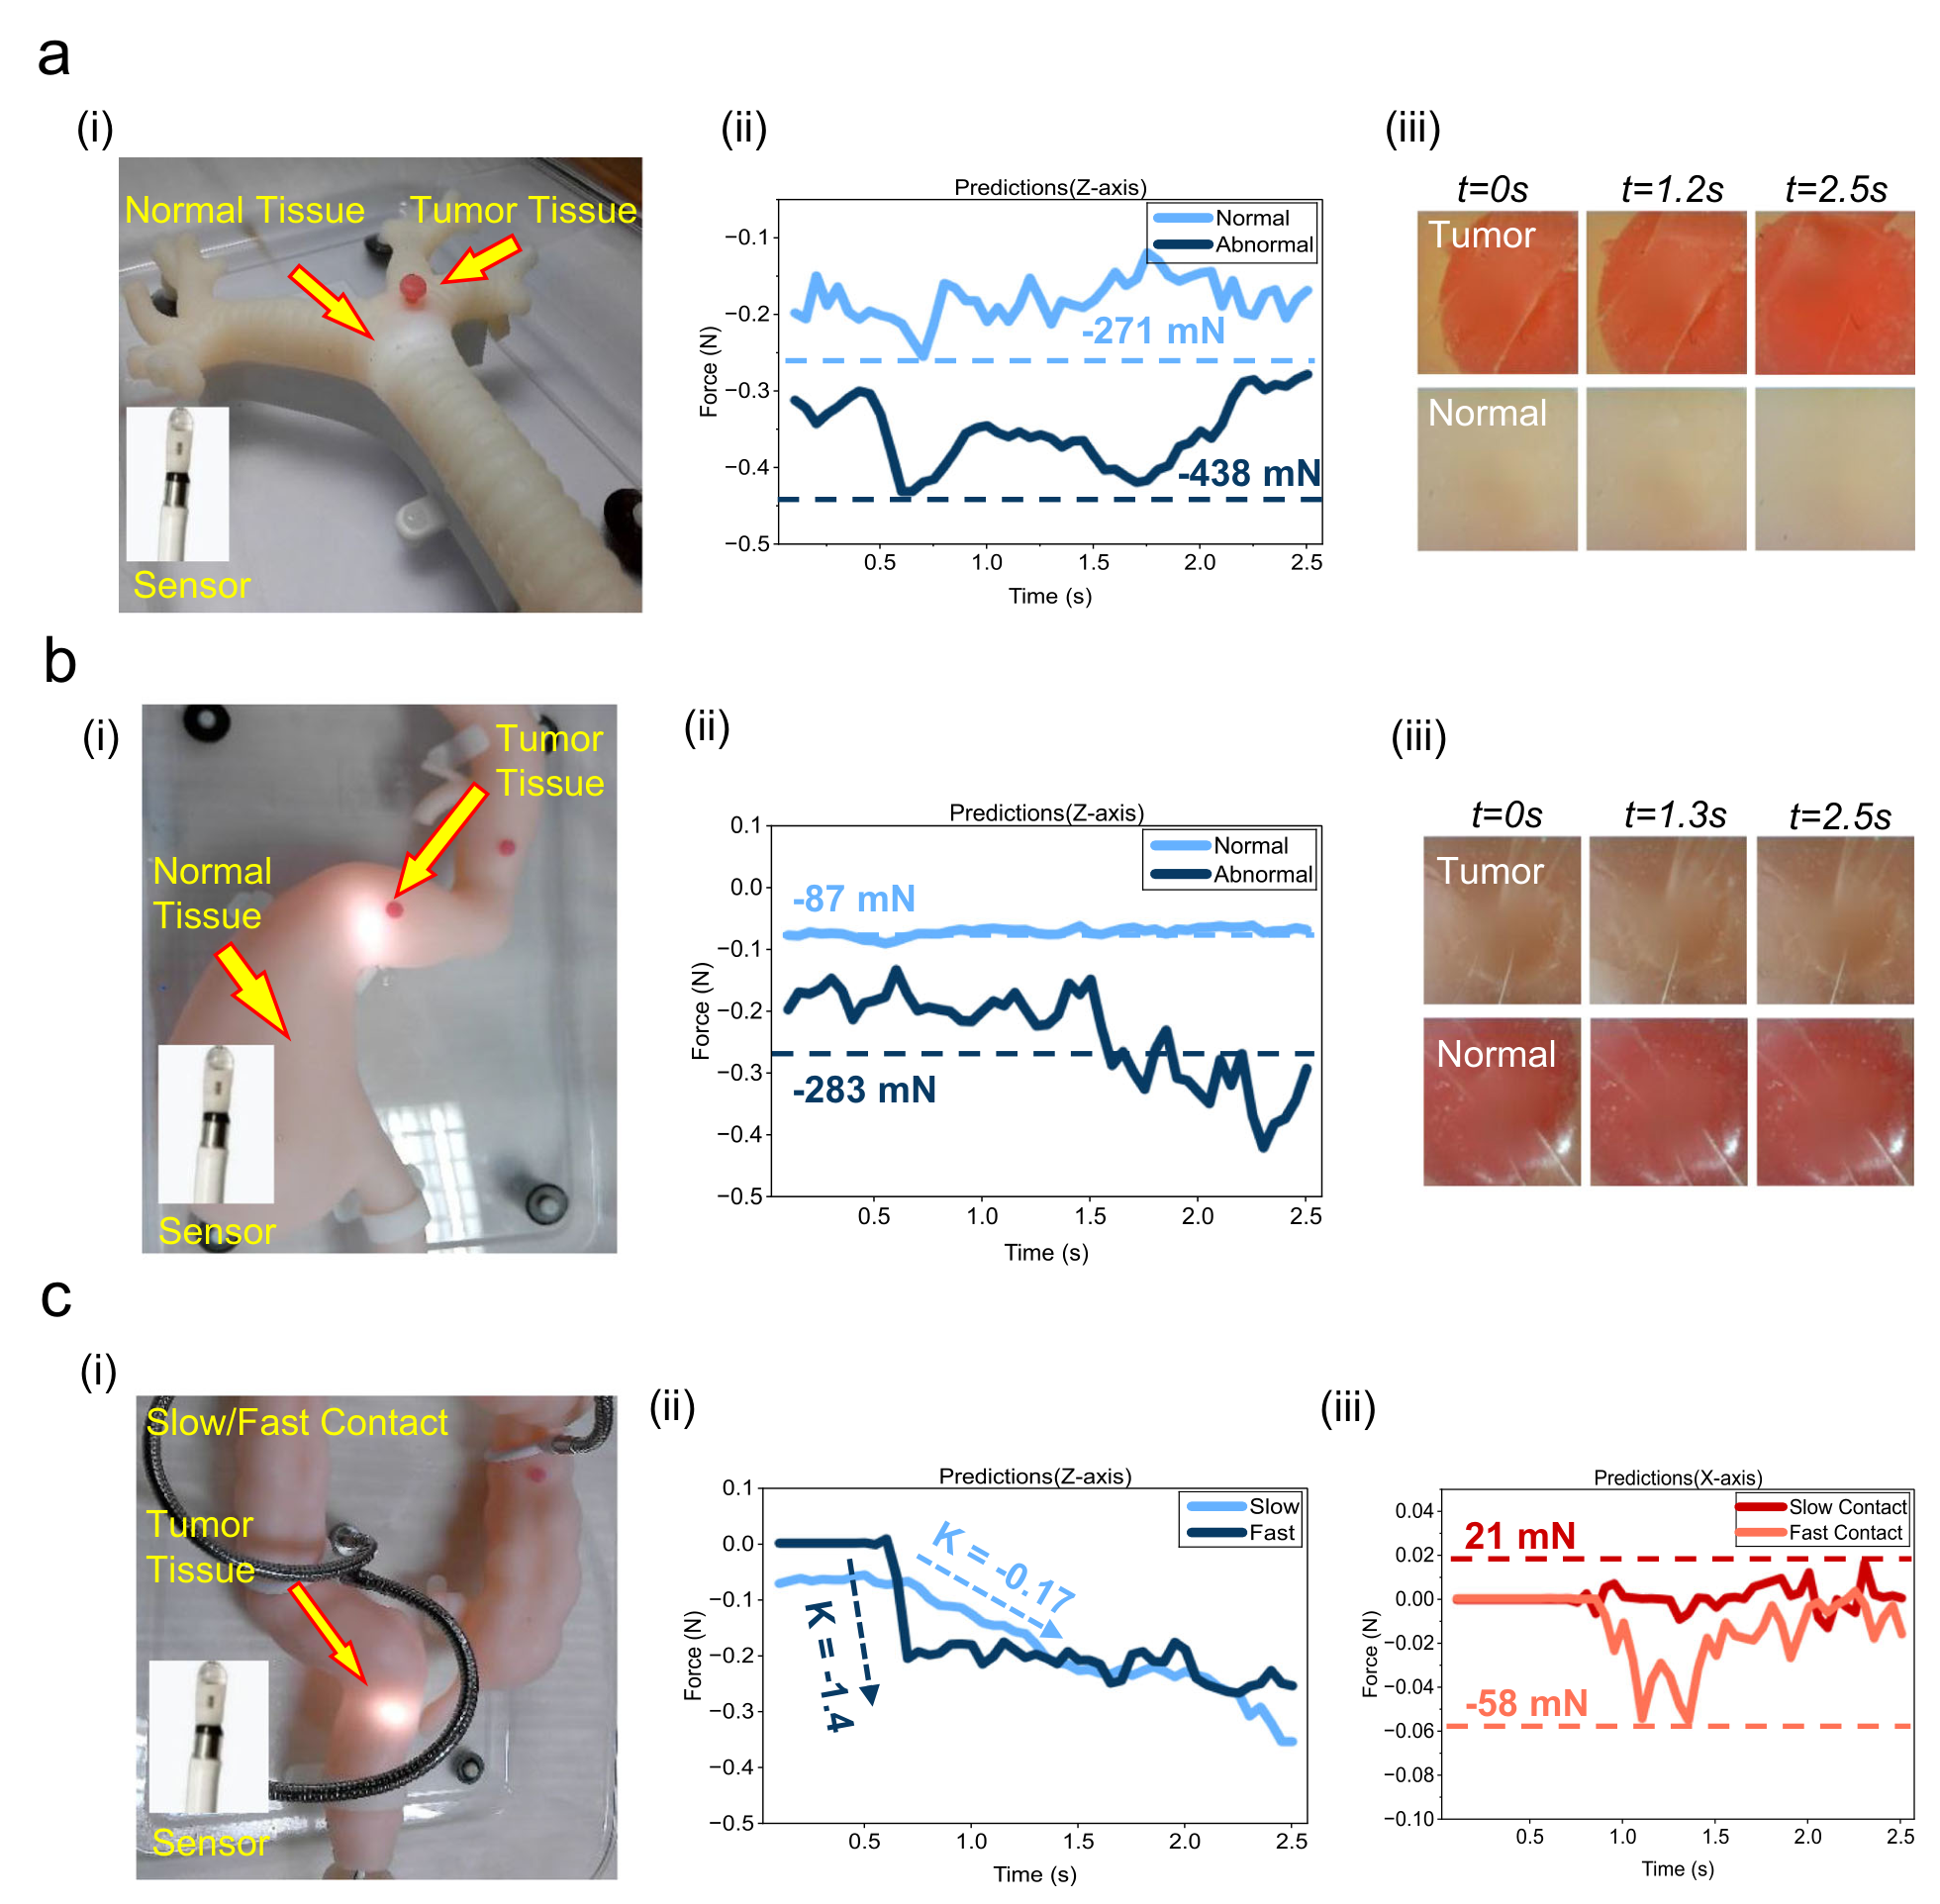 a
(i)
Normal Tissue
Tumor Tissue
Sensor
(ii)
Predictions(Z-axis)
Normal
Abnormal
-271 mN
-438 mN
Force (N)
−0.1
−0.2
−0.3
−0.4
−0.5
0.5 1.0 1.5 2.0 2.5
Time (s)
(iii)
t=0s t=1.2s t=2.5s
Tumor
Normal
b
(i)
Tumor
Tissue
Normal
Tissue
Sensor
(ii)
Predictions(Z-axis)
Normal
Abnormal
-87 mN
-283 mN
Force (N)
0.1
0.0
−0.1
−0.2
−0.3
−0.4
−0.5
0.5 1.0 1.5 2.0 2.5
Time (s)
(iii)
t=0s t=1.3s t=2.5s
Tumor
Normal
c
(i)
Slow/Fast Contact
Tumor
Tissue
Sensor
(ii)
Predictions(Z-axis)
Slow
Fast
K = -0.17
K = -1.4
Force (N)
0.1
0.0
−0.1
−0.2
−0.3
−0.4
−0.5
0.5 1.0 1.5 2.0 2.5
Time (s)
(iii)
Predictions(X-axis)
Slow Contact
Fast Contact
21 mN
-58 mN
Force (N)
0.04
0.02
0.00
−0.02
−0.04
−0.06
−0.08
−0.10
0.5 1.0 1.5 2.0 2.5
Time (s)